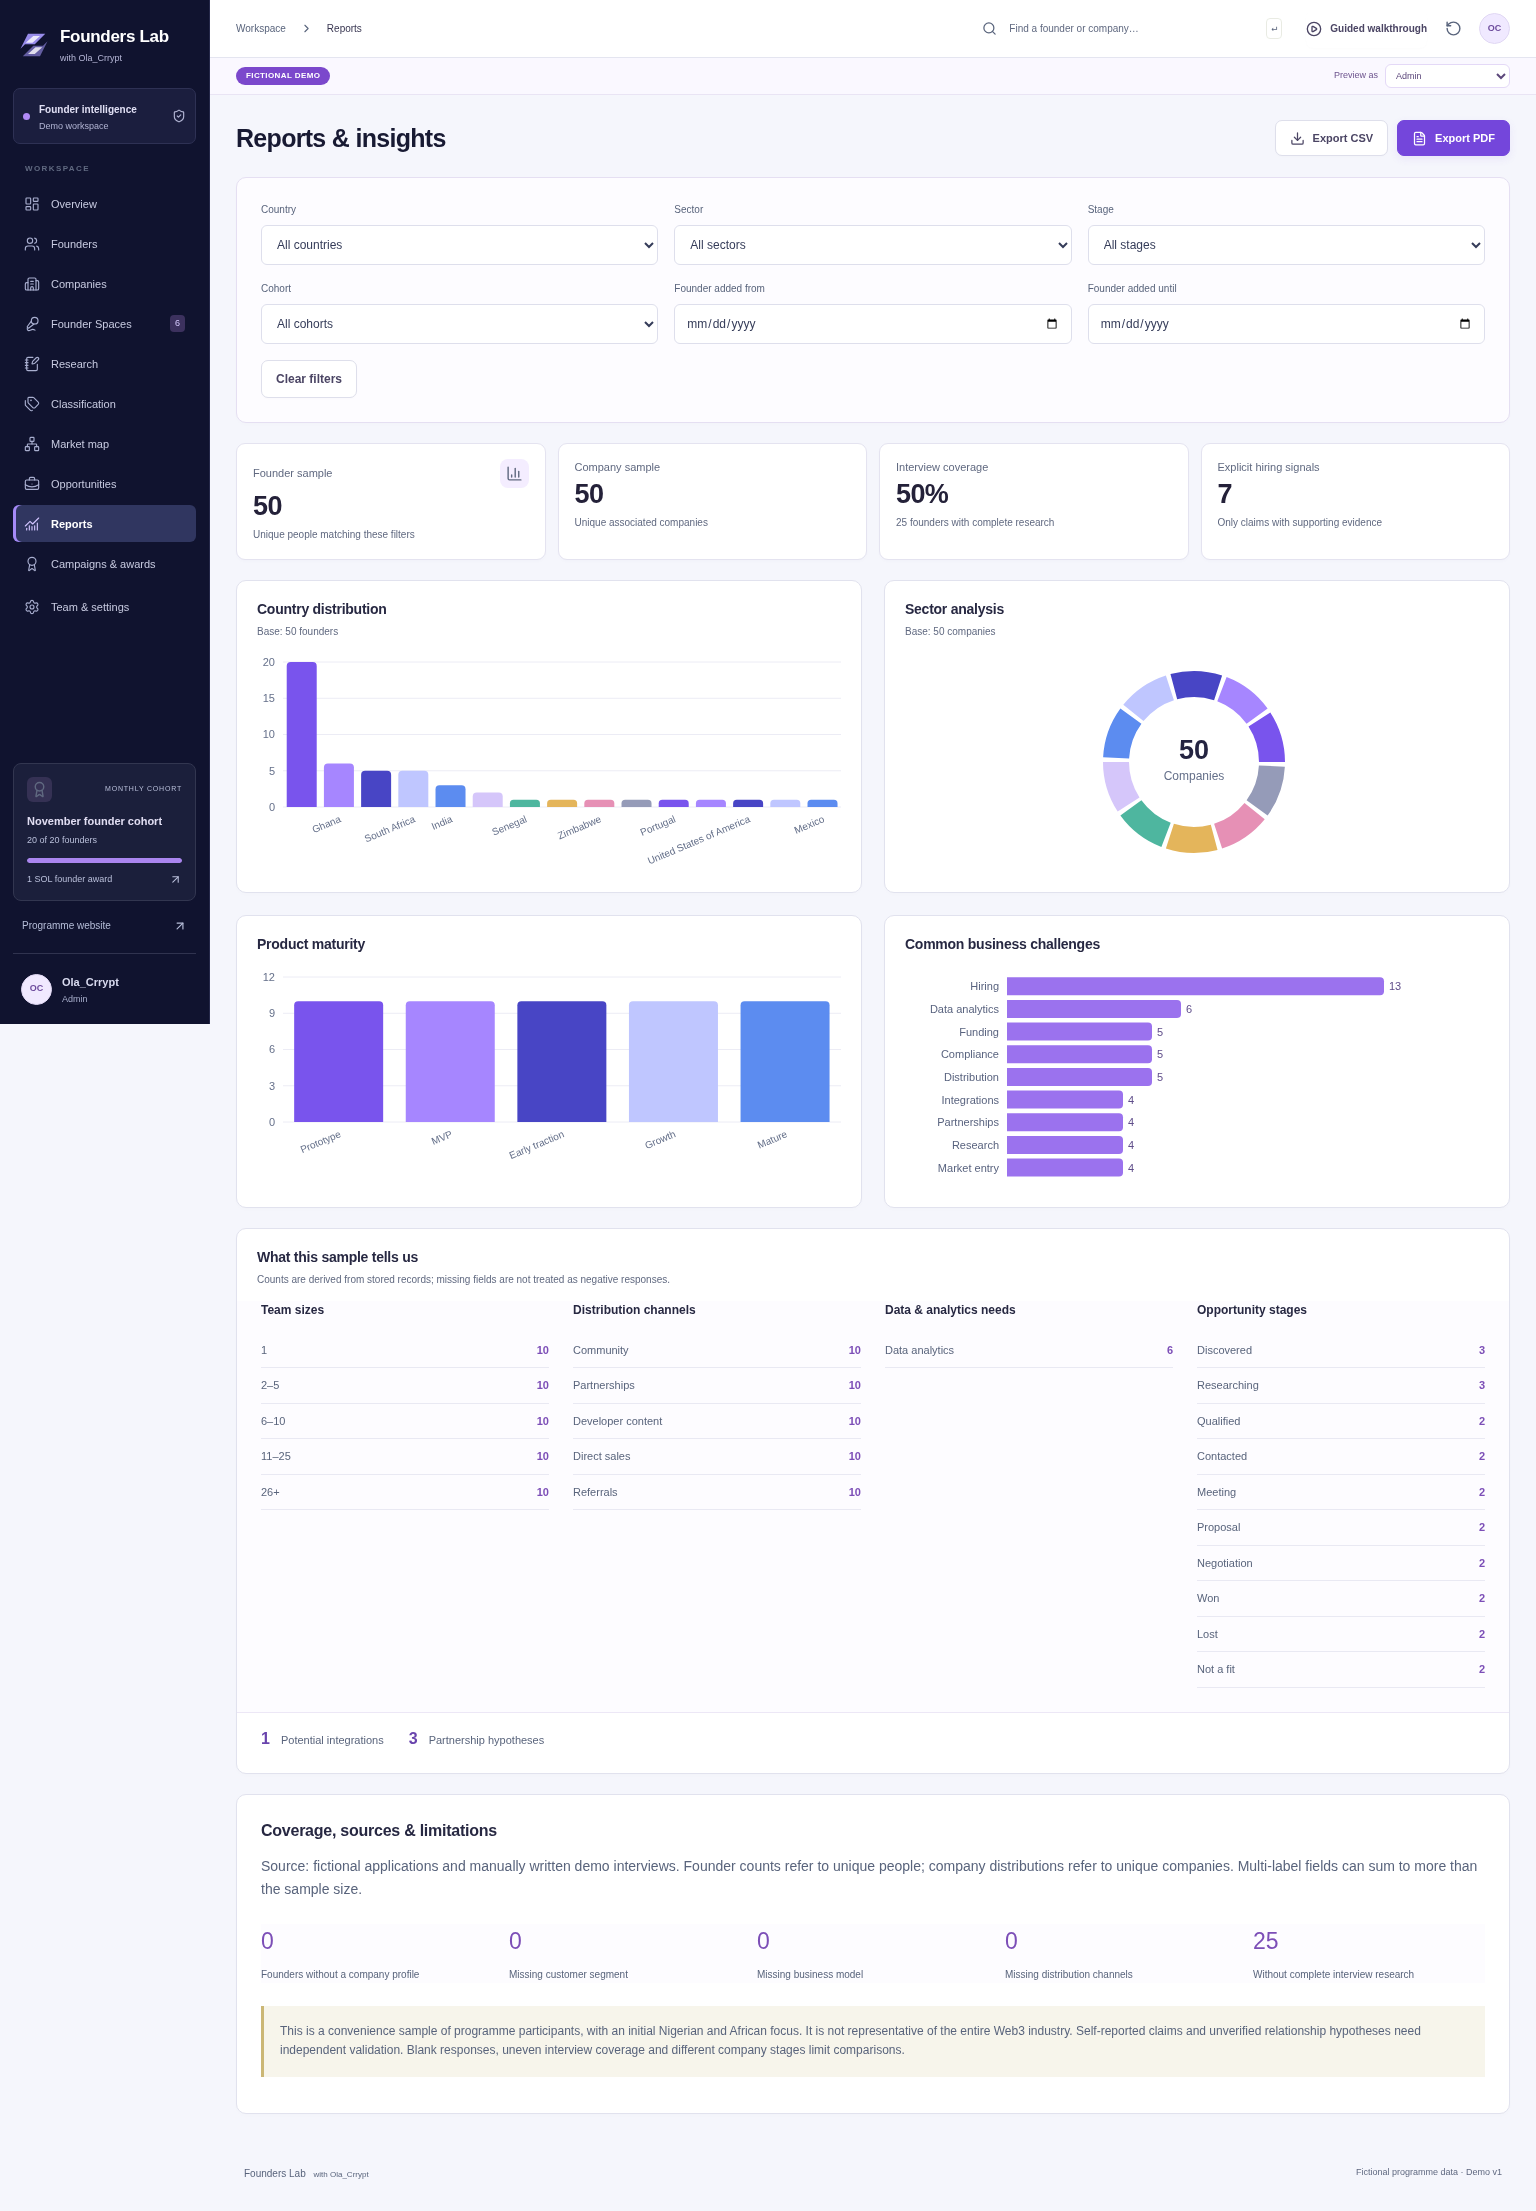 Founders Lab
with Ola_Crrypt
Founder intelligence
Demo workspace
WORKSPACE
Overview
Founders
Companies
Founder Spaces 6
Research
Classification
Market map
Opportunities
Reports
Campaigns & awards
Team & settings
MONTHLY COHORT
November founder cohort
20 of 20 founders
1 SOL founder award
Programme website
OC
Ola_Crrypt
Admin
Workspace Reports
Find a founder or company…
↵
Guided walkthrough
OC
FICTIONAL DEMO
Preview as Admin
Reports & insights
Export CSV
Export PDF
Country Sector Stage
All countries All sectors All stages
Cohort Founder added from Founder added until
All cohorts mm/dd/yyyy mm/dd/yyyy
Clear filters
Founder sample
50
Unique people matching these filters
Company sample
50
Unique associated companies
Interview coverage
50%
25 founders with complete research
Explicit hiring signals
7
Only claims with supporting evidence
Country distribution
Base: 50 founders
20
15
10
5
0
Ghana
South Africa
India
Senegal
Zimbabwe
Portugal
United States of America
Mexico
Sector analysis
Base: 50 companies
50
Companies
Product maturity
12
9
6
3
0
Prototype
MVP
Early traction
Growth
Mature
Common business challenges
Hiring 13
Data analytics 6
Funding 5
Compliance 5
Distribution 5
Integrations 4
Partnerships 4
Research 4
Market entry 4
What this sample tells us
Counts are derived from stored records; missing fields are not treated as negative responses.
Team sizes
1 10
2–5 10
6–10 10
11–25 10
26+ 10
Distribution channels
Community 10
Partnerships 10
Developer content 10
Direct sales 10
Referrals 10
Data & analytics needs
Data analytics 6
Opportunity stages
Discovered 3
Researching 3
Qualified 2
Contacted 2
Meeting 2
Proposal 2
Negotiation 2
Won 2
Lost 2
Not a fit 2
1 Potential integrations 3 Partnership hypotheses
Coverage, sources & limitations
Source: fictional applications and manually written demo interviews. Founder counts refer to unique people; company distributions refer to unique companies. Multi-label fields can sum to more than
the sample size.
0 0 0 0 25
Founders without a company profile Missing customer segment Missing business model Missing distribution channels Without complete interview research
This is a convenience sample of programme participants, with an initial Nigerian and African focus. It is not representative of the entire Web3 industry. Self-reported claims and unverified relationship hypotheses need
independent validation. Blank responses, uneven interview coverage and different company stages limit comparisons.
Founders Lab with Ola_Crrypt
Fictional programme data · Demo v1